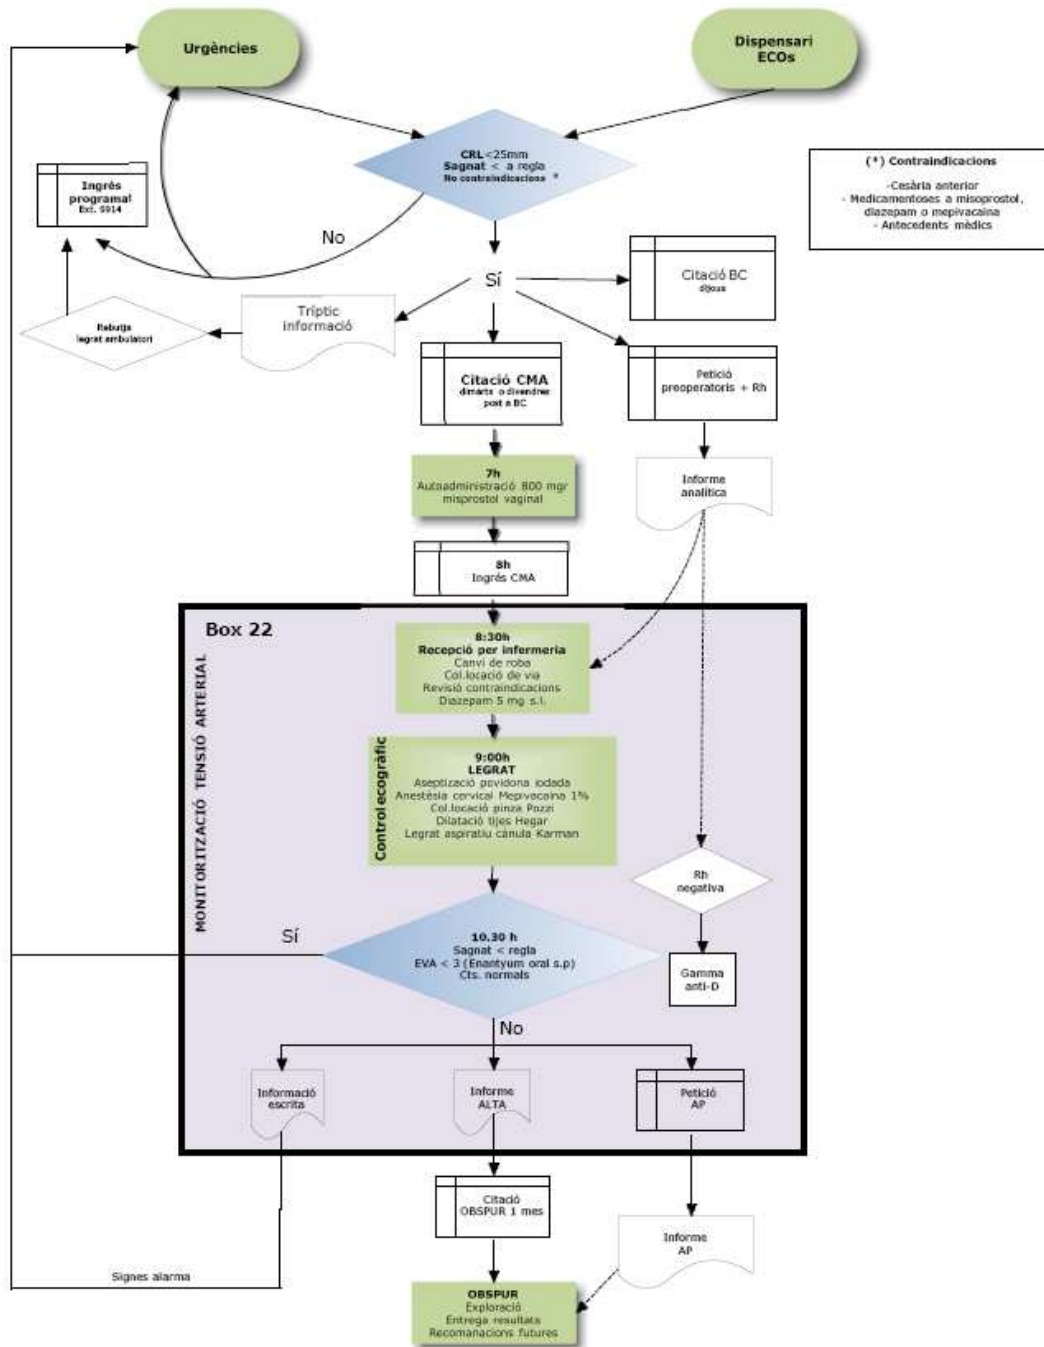 Urgències
Dispensari
ECOs
CRL<25mm
Sagnat < a regla
No contraindicacions *
(*) Contraindicacions
-Cesària anterior
- Medicamentoses a misoprostol,
diazepam o mepivacaina
- Antecedents mèdics
Ingrés
programat
Ext. 9914
No
Sí
Citació BC
dijous
Tríptic
informació
Rebutja
legrat ambulatori
Citació CMA
dimarts o divendres
post a BC
Petició
preoperatoris + Rh
7h
Autoadministració 800 mgr
misprostol vaginal
Informe
analítica
8h
Ingrés CMA
Box 22
MONITORITZACIÓ TENSIÓ ARTERIAL
8:30h
Recepció per infermeria
Canvi de roba
Col.locació de via
Revisió contraindicacions
Diazepam 5 mg s.l.
Control ecogràfic
9:00h
LEGRAT
Aseptizació povidona iodada
Anestèsia cervical Mepivacaina 1%
Col.locació pinza Pozzi
Dilatació tijes Hegar
Legrat aspiratiu cànula Karman
Rh
negativa
Sí
10.30 h
Sagnat < regla
EVA < 3 (Enantyum oral s.p)
Cts. normals
Gamma
anti-D
No
Informació
escrita
Informe
ALTA
Petició
AP
Citació
OBSPUR 1 mes
Informe
AP
Signes alarma
OBSPUR
Exploració
Entrega resultats
Recomanacions futures